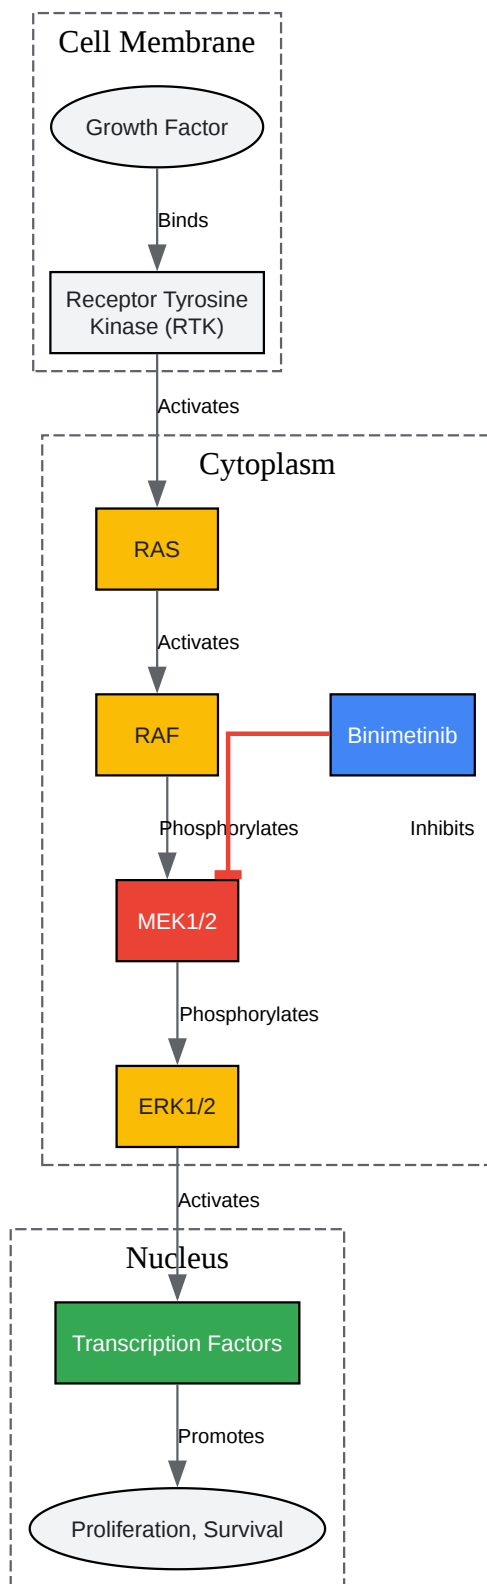 Cell Membrane
Growth Factor
Binds
Receptor Tyrosine
Kinase (RTK)
Activates
Cytoplasm
RAS
Activates
RAF
Binimetinib
Phosphorylates
Inhibits
MEK1/2
Phosphorylates
ERK1/2
Activates
Nucleus
Transcription Factors
Promotes
Proliferation, Survival